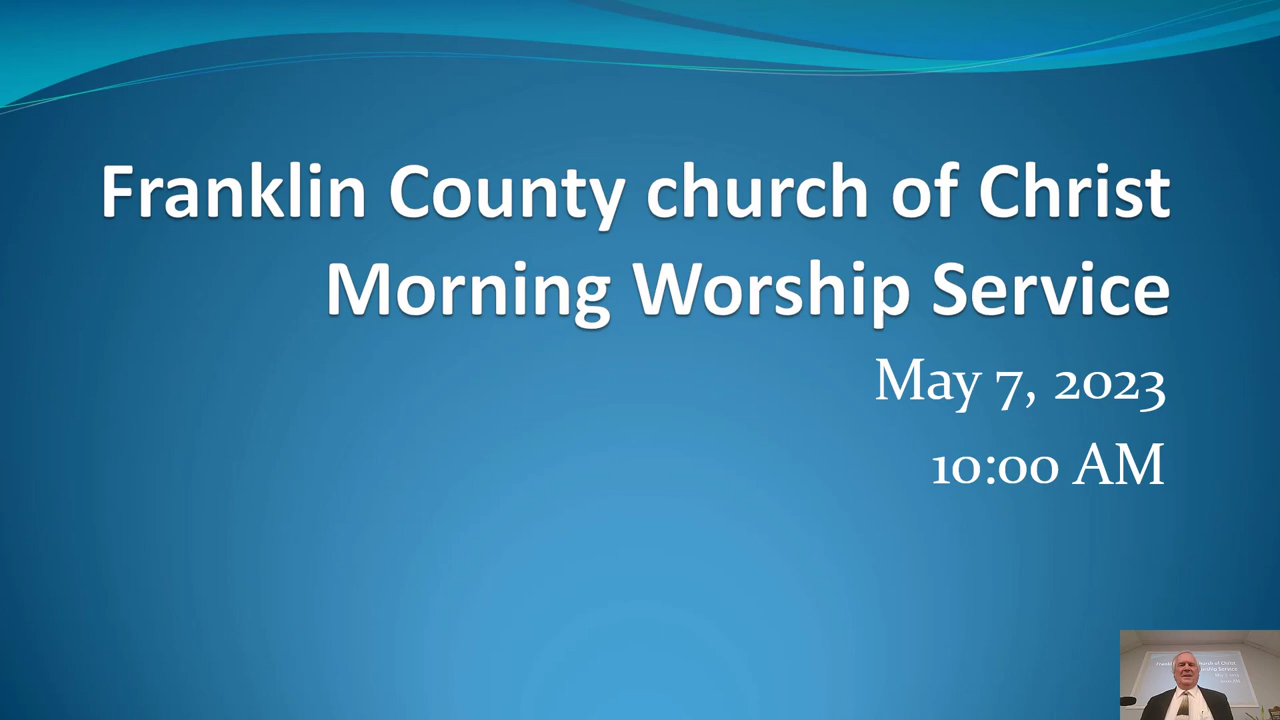 Franklin County church of Christ
Morning Worship Service
May 7, 2023
10:00 AM